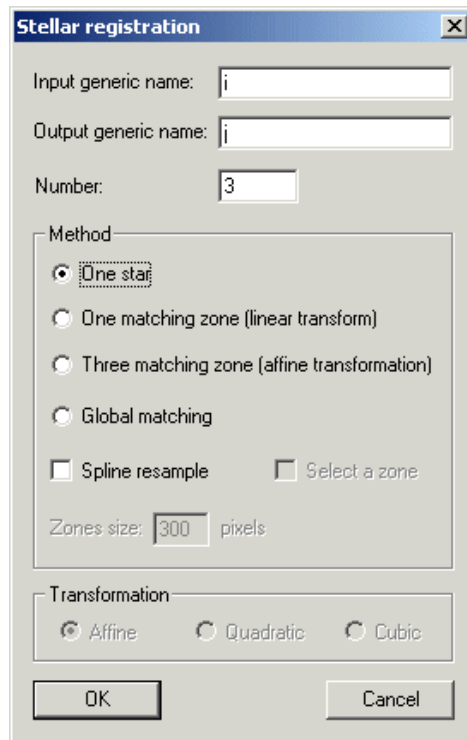 Stellar registration
Input generic name: i
Output generic name: j
Number: 3
Method
One star
One matching zone (linear transform)
Three matching zone (affine transformation)
Global matching
Spline resample Select a zone
Zones size: 300 pixels
Transformation
Affine Quadratic Cubic
OK Cancel